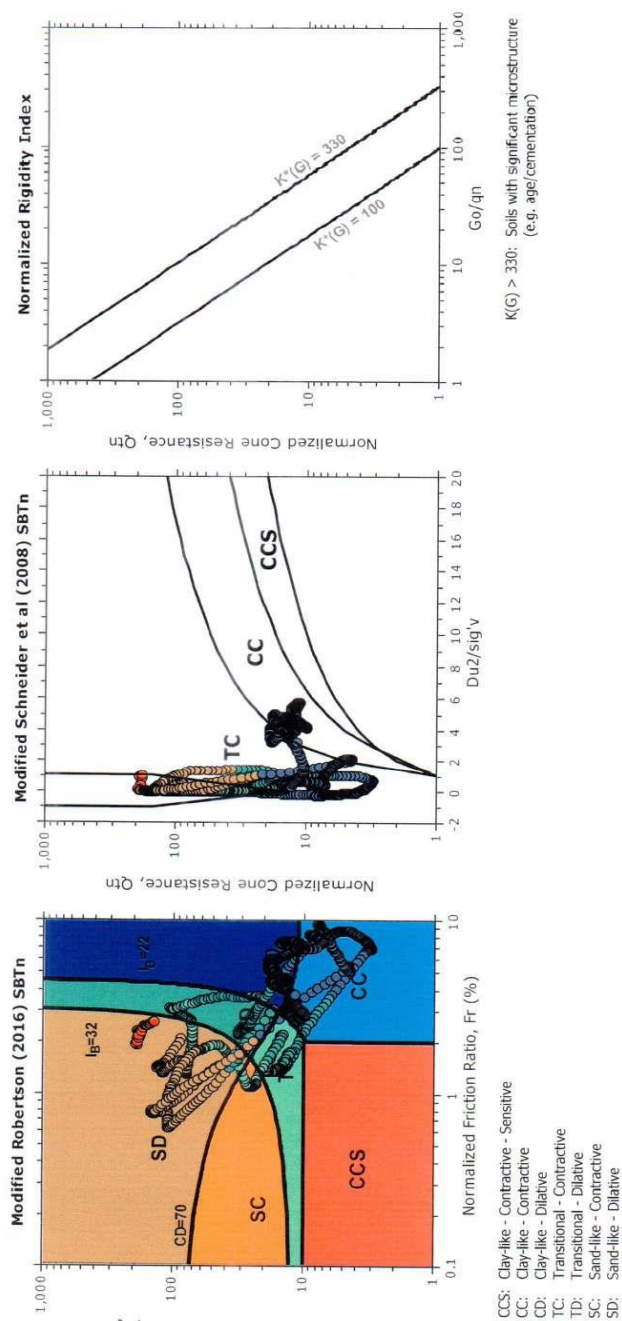 Modified Robertson (2016) SBTn
1,000
100
10
1
0.1
1
10
Normalized Friction Ratio, Fr (%)
CD=70
IB=32
IB=22
SD
SC
CCS
CC
Modified Schneider et al (2008) SBTn
Normalized Cone Resistance, Qtn
1,000
100
10
1
-2
0
2
4
6
8
10
12
14
16
18
20
Du2/sig'v
TC
CC
CCS
Normalized Rigidity Index
Normalized Cone Resistance, Qtn
1,000
100
10
1
1
10
100
1,000
Go/qn
K*(G) = 330
K*(G) = 100
CCS: Clay-like - Contractive - Sensitive
CC: Clay-like - Contractive
CD: Clay-like - Dilative
TC: Transitional - Contractive
TD: Transitional - Dilative
SC: Sand-like - Contractive
SD: Sand-like - Dilative
K(G) > 330: Soils with significant microstructure
(e.g. age/cementation)